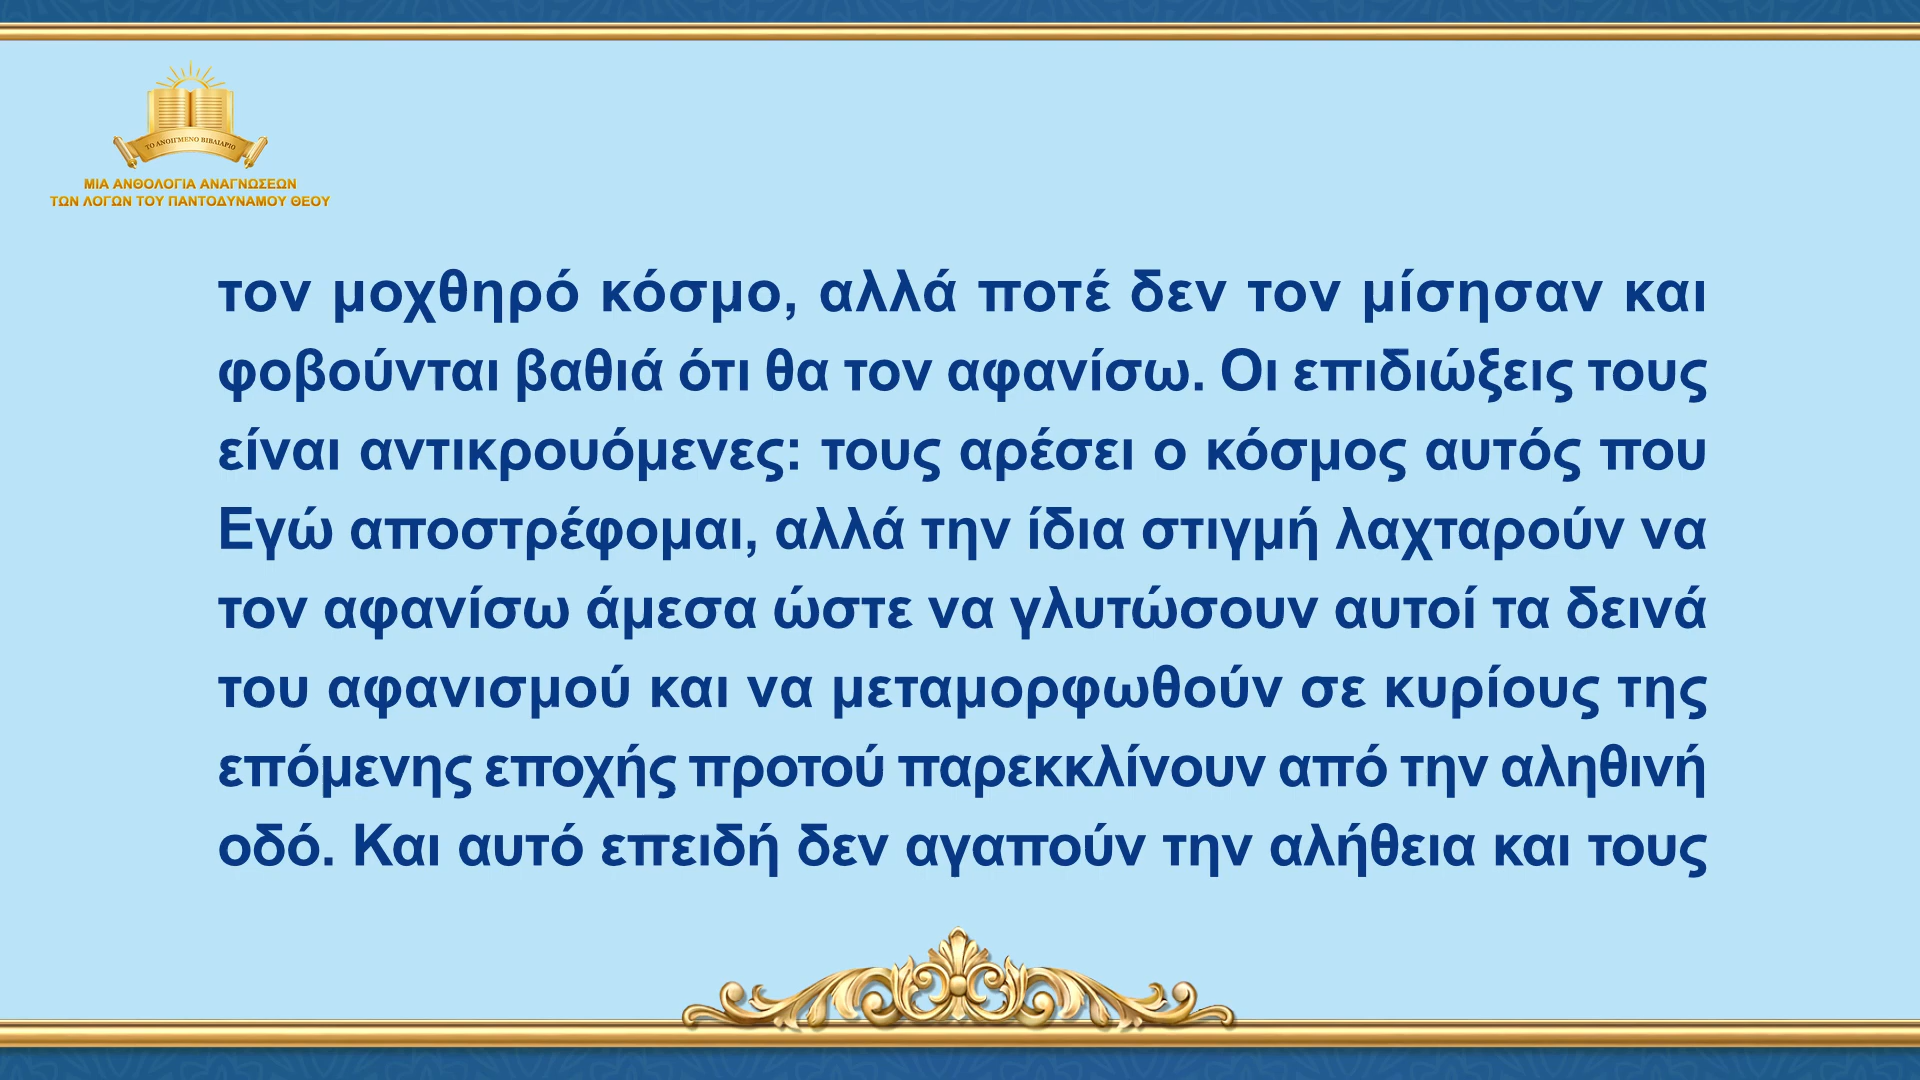 ΤΟ ΑΝΟΙΓΜΕΝΟ ΒΙΒΛΙΑΡΙΟ
ΜΙΑ ΑΝΘΟΛΟΓΙΑ ΑΝΑΓΝΩΣΕΩΝ
ΤΩΝ ΛΟΓΩΝ ΤΟΥ ΠΑΝΤΟΔΥΝΑΜΟΥ ΘΕΟΥ
τον μοχθηρό κόσμο, αλλά ποτέ δεν τον μίσησαν και
φοβούνται βαθιά ότι θα τον αφανίσω. Οι επιδιώξεις τους
είναι αντικρουόμενες: τους αρέσει ο κόσμος αυτός που
Εγώ αποστρέφομαι, αλλά την ίδια στιγμή λαχταρούν να
τον αφανίσω άμεσα ώστε να γλυτώσουν αυτοί τα δεινά
του αφανισμού και να μεταμορφωθούν σε κυρίους της
επόμενης εποχής προτού παρεκκλίνουν από την αληθινή
οδό. Και αυτό επειδή δεν αγαπούν την αλήθεια και τους